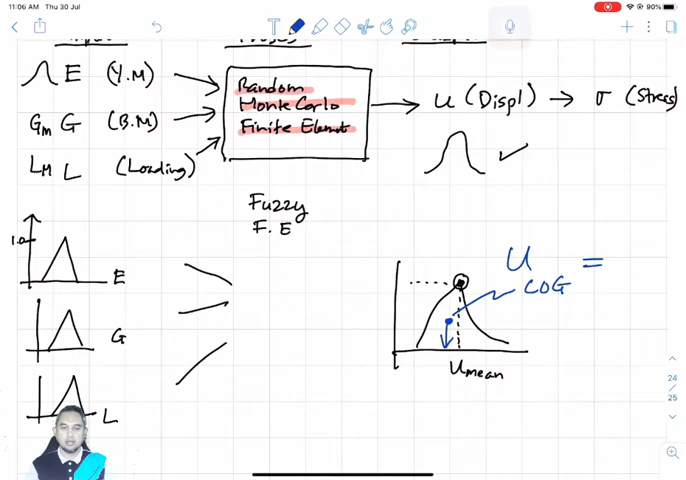 11:06 AM Thu 30 Jul
90%
E (Y.M)
Random
Monte Carlo
U (Displ) → σ (Stress)
Gm G (B.M)
Finite Element
LM L (Loading)
Fuzzy
F. E
1.0
E
U =
COG
G
Umean
24
/
25
L